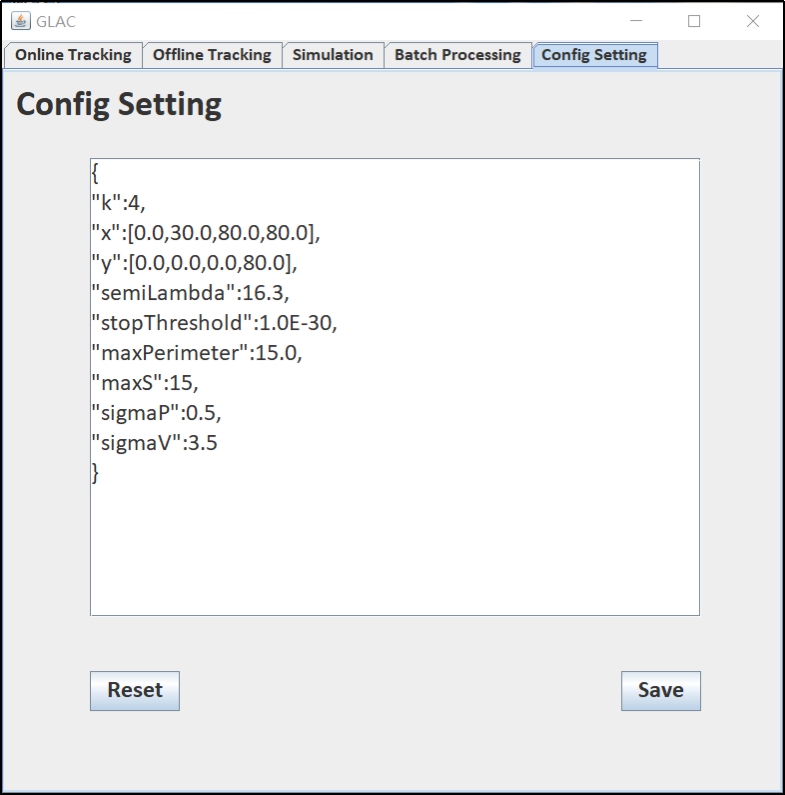 GLAC
Online Tracking Offline Tracking Simulation Batch Processing Config Setting
Config Setting
{
"k":4,
"x":[0.0,30.0,80.0,80.0],
"y":[0.0,0.0,0.0,80.0],
"semiLambda":16.3,
"stopThreshold":1.0E-30,
"maxPerimeter":15.0,
"maxS":15,
"sigmaP":0.5,
"sigmaV":3.5
}
Reset Save